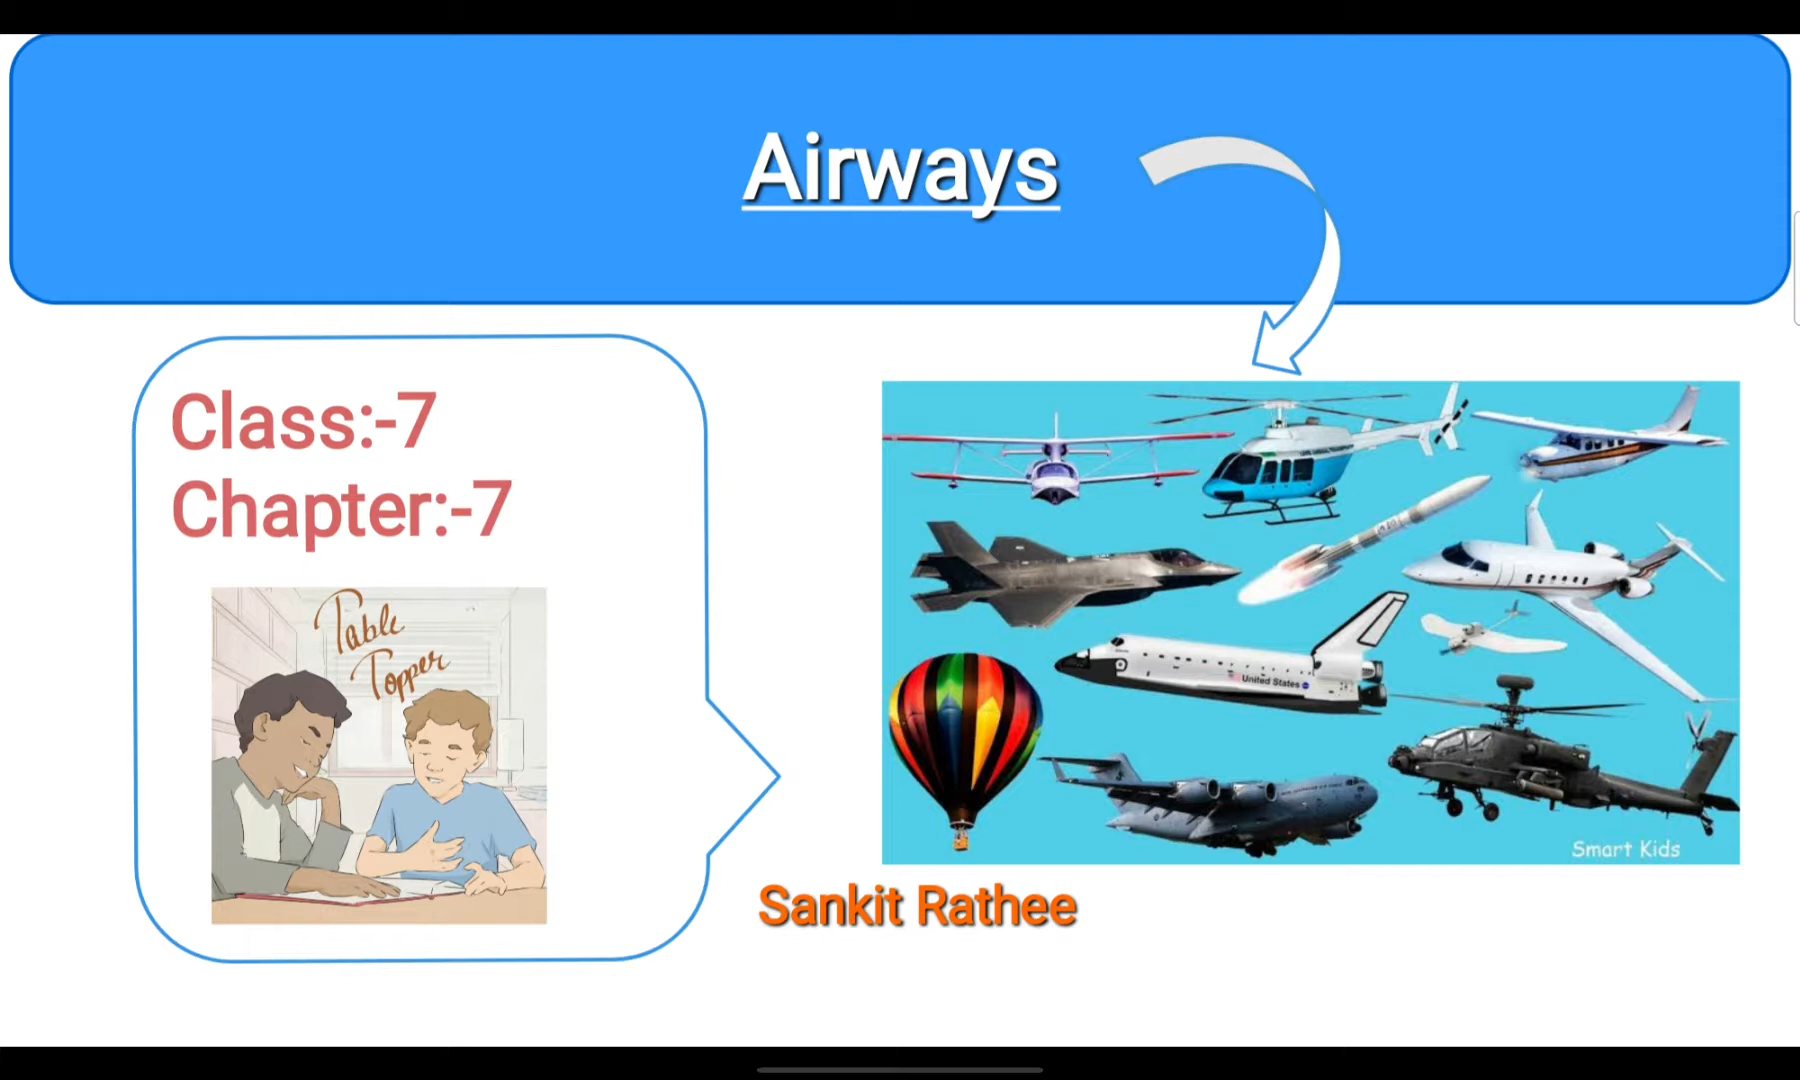 Airways
Class:-7
Chapter:-7
Table
Topper
United States
Smart Kids
Sankit Rathee